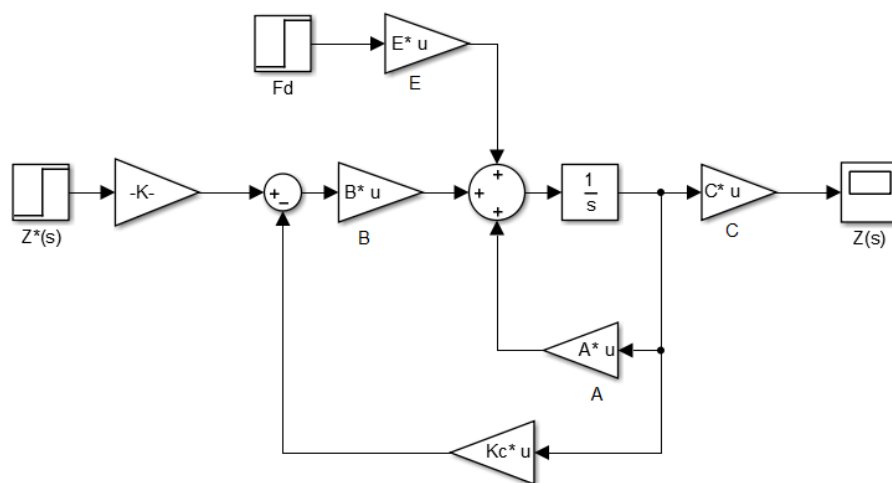 Fd
E* u
E
Z*(s)
-K-
+
−
B* u
B
+
+
+
1
s
C* u
C
Z(s)
A* u
A
Kc* u